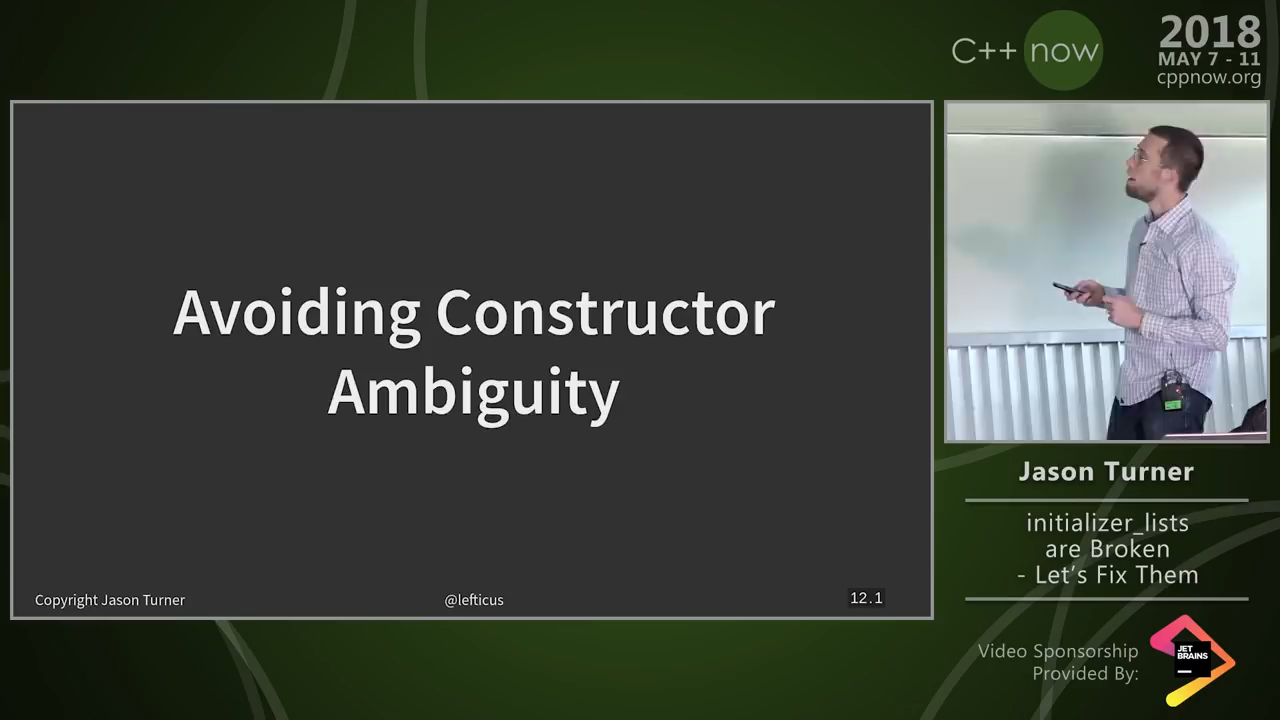 C++ now
2018
MAY 7 - 11
cppnow.org
Avoiding Constructor
Ambiguity
Copyright Jason Turner
@lefticus
12.1
Jason Turner
initializer_lists
are Broken
- Let's Fix Them
Video Sponsorship
Provided By:
JET
BRAINS